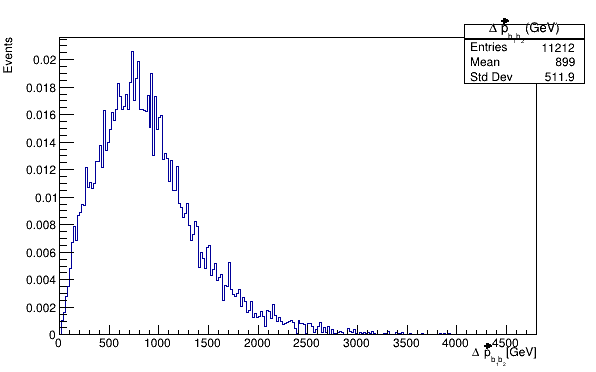 Δ p⃗ b₁b₂ (GeV)
Entries 11212
Mean 899
Std Dev 511.9
Events
0.02
0.018
0.016
0.014
0.012
0.01
0.008
0.006
0.004
0.002
0
0 500 1000 1500 2000 2500 3000 3500 4000 4500
Δ p⃗ b₁b₂ [GeV]